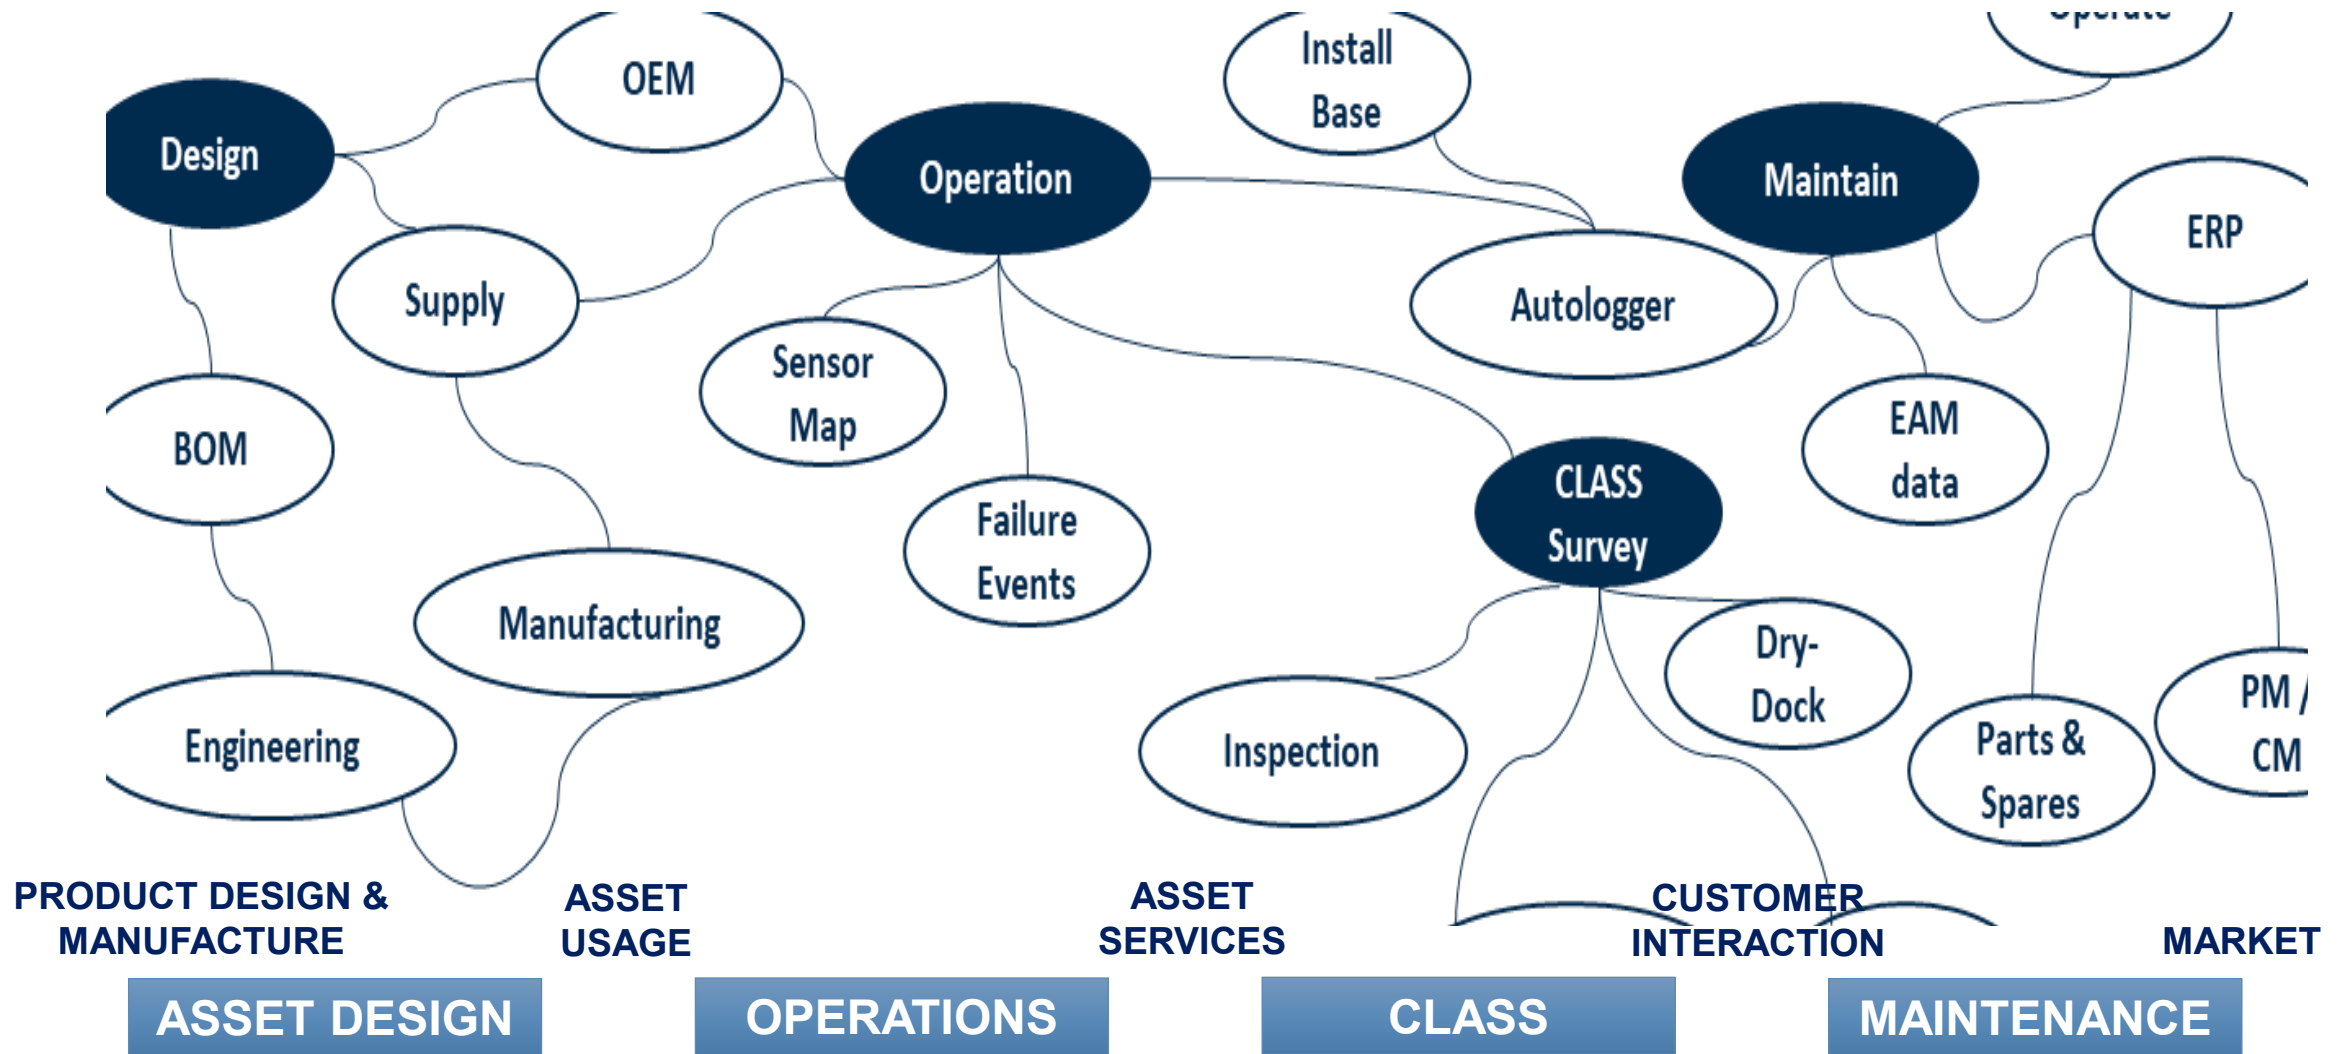 Operate
Install
Base
OEM
Design
Operation
Maintain
ERP
Supply
Autologger
Sensor
Map
EAM
data
BOM
CLASS
Survey
Failure
Events
Manufacturing
Dry-
Dock
Engineering
Inspection
Parts &
Spares
PM /
CM
PRODUCT DESIGN &
MANUFACTURE
ASSET
USAGE
ASSET
SERVICES
CUSTOMER
INTERACTION
MARKET
ASSET DESIGN
OPERATIONS
CLASS
MAINTENANCE